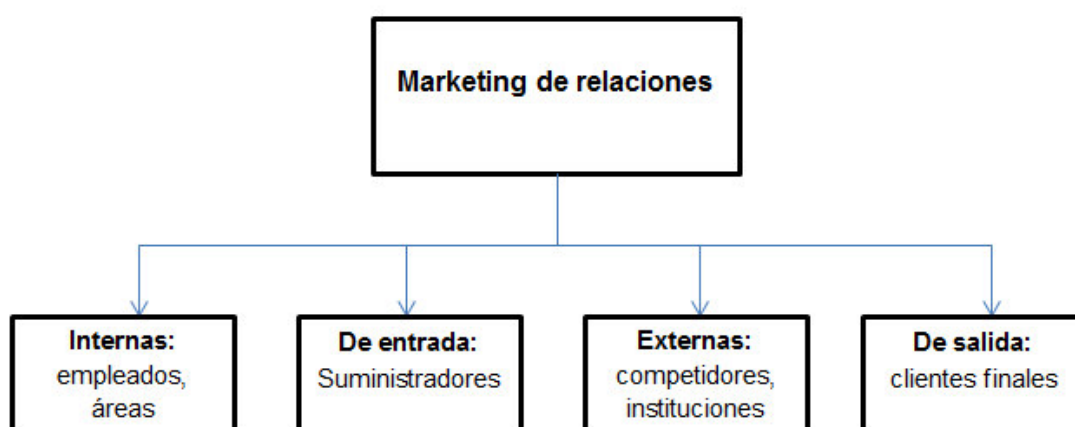 Marketing de relaciones
Internas:
empleados,
áreas
De entrada:
Suministradores
Externas:
competidores,
instituciones
De salida:
clientes finales